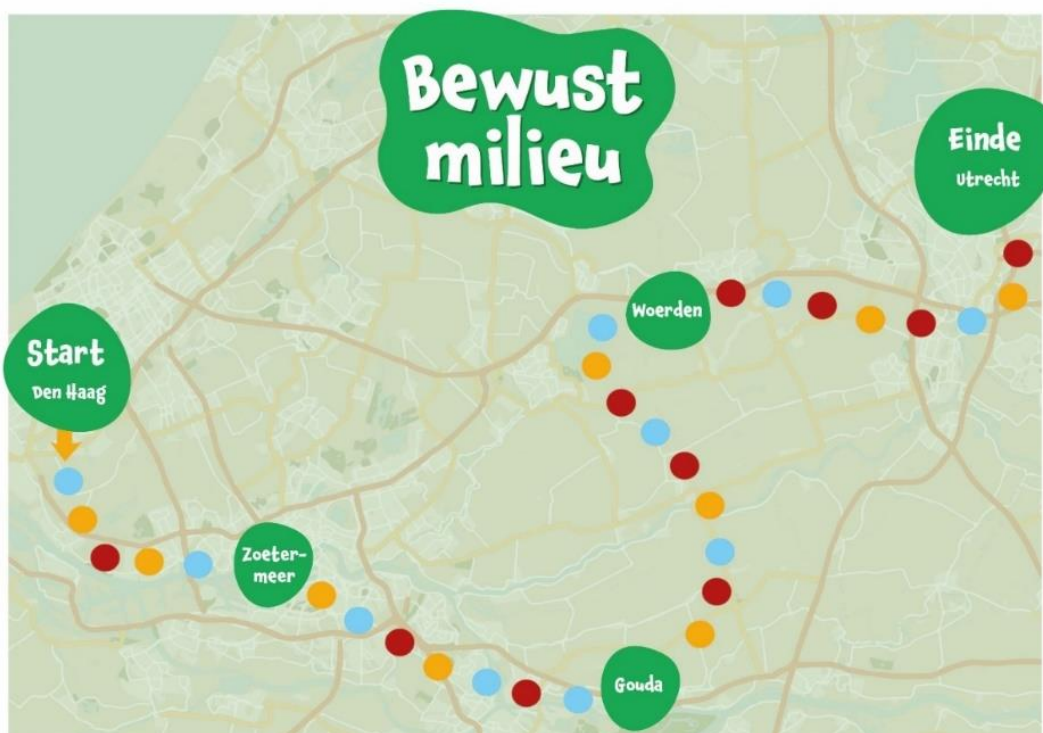 Bewust
milieu
Einde
Utrecht
Woerden
Start
Den Haag
Zoeter-
meer
Gouda